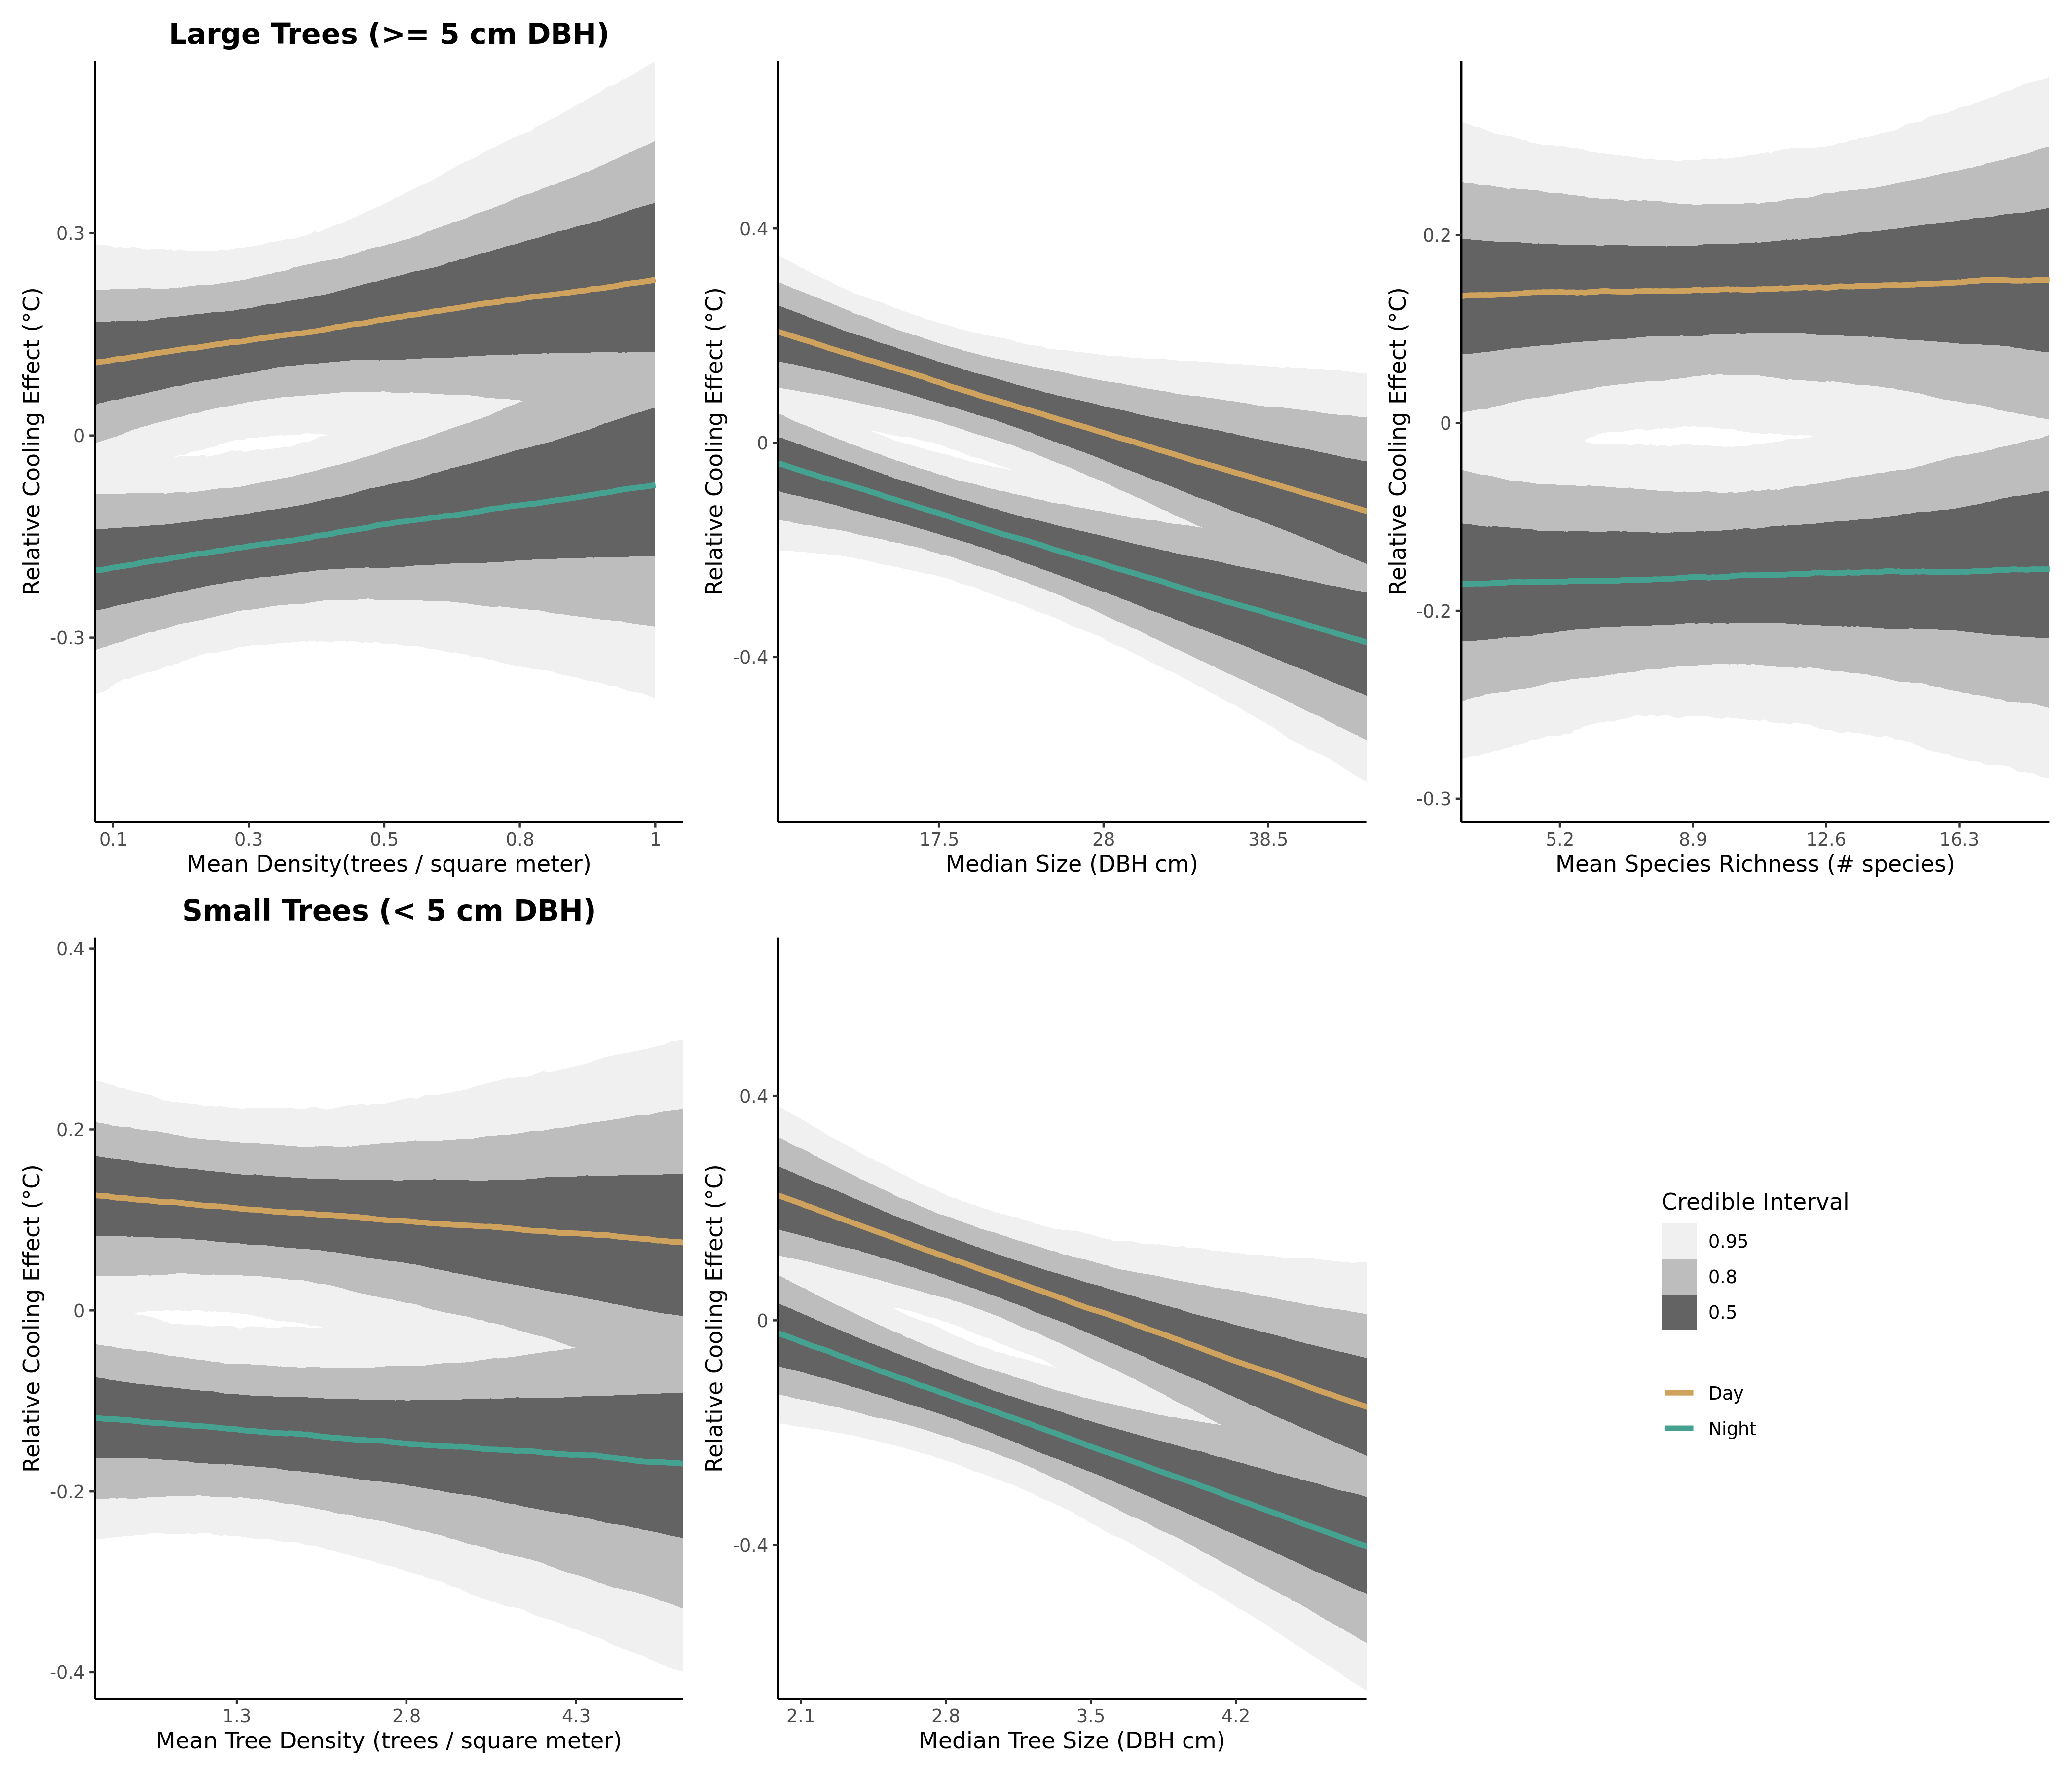 Large Trees (>= 5 cm DBH)
Relative Cooling Effect (°C)
0.3
0
-0.3
0.1 0.3 0.5 0.8 1
Mean Density(trees / square meter)
Relative Cooling Effect (°C)
0.4
0
-0.4
17.5 28 38.5
Median Size (DBH cm)
Relative Cooling Effect (°C)
0.2
0
-0.2
-0.3
5.2 8.9 12.6 16.3
Mean Species Richness (# species)
Small Trees (< 5 cm DBH)
Relative Cooling Effect (°C)
0.4
0.2
0
-0.2
-0.4
1.3 2.8 4.3
Mean Tree Density (trees / square meter)
Relative Cooling Effect (°C)
0.4
0
-0.4
2.1 2.8 3.5 4.2
Median Tree Size (DBH cm)
Credible Interval
0.95
0.8
0.5
Day
Night